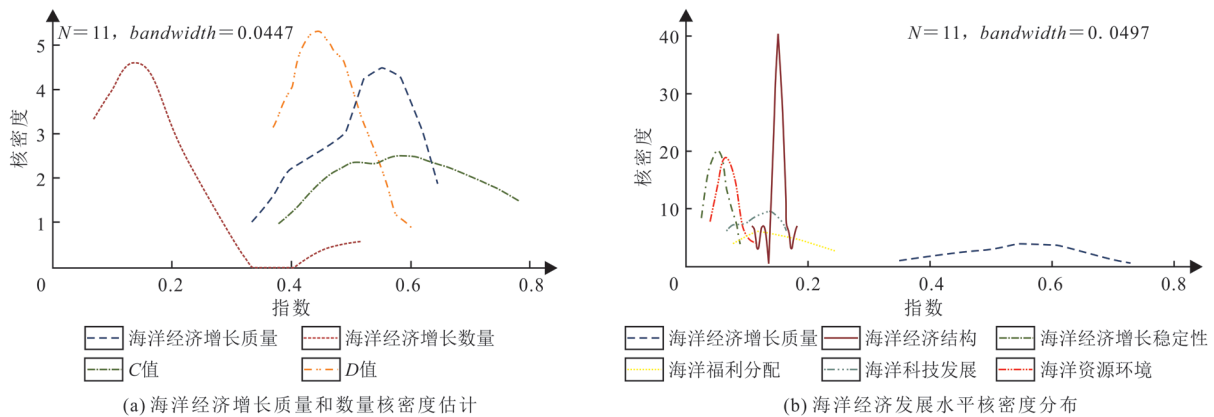 N＝11，bandwidth＝0.0447
5
4
3
2
1
0
0.2
0.4
0.6
0.8
核密度
指数
海洋经济增长质量
海洋经济增长数量
C值
D值
(a) 海洋经济增长质量和数量核密度估计
N＝11，bandwidth＝0.0497
40
30
20
10
0
0.2
0.4
0.6
0.8
核密度
指数
海洋经济增长质量
海洋经济结构
海洋经济增长稳定性
海洋福利分配
海洋科技发展
海洋资源环境
(b) 海洋经济发展水平核密度分布